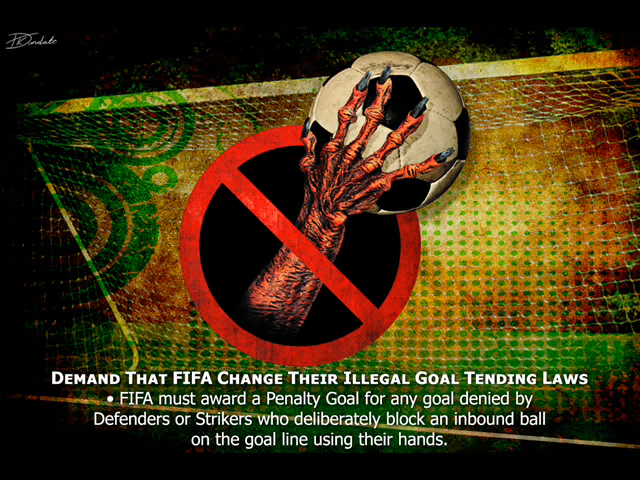 Demand That FIFA Change Their Illegal Goal Tending Laws
• FIFA must award a Penalty Goal for any goal denied by
Defenders or Strikers who deliberately block an inbound ball
on the goal line using their hands.